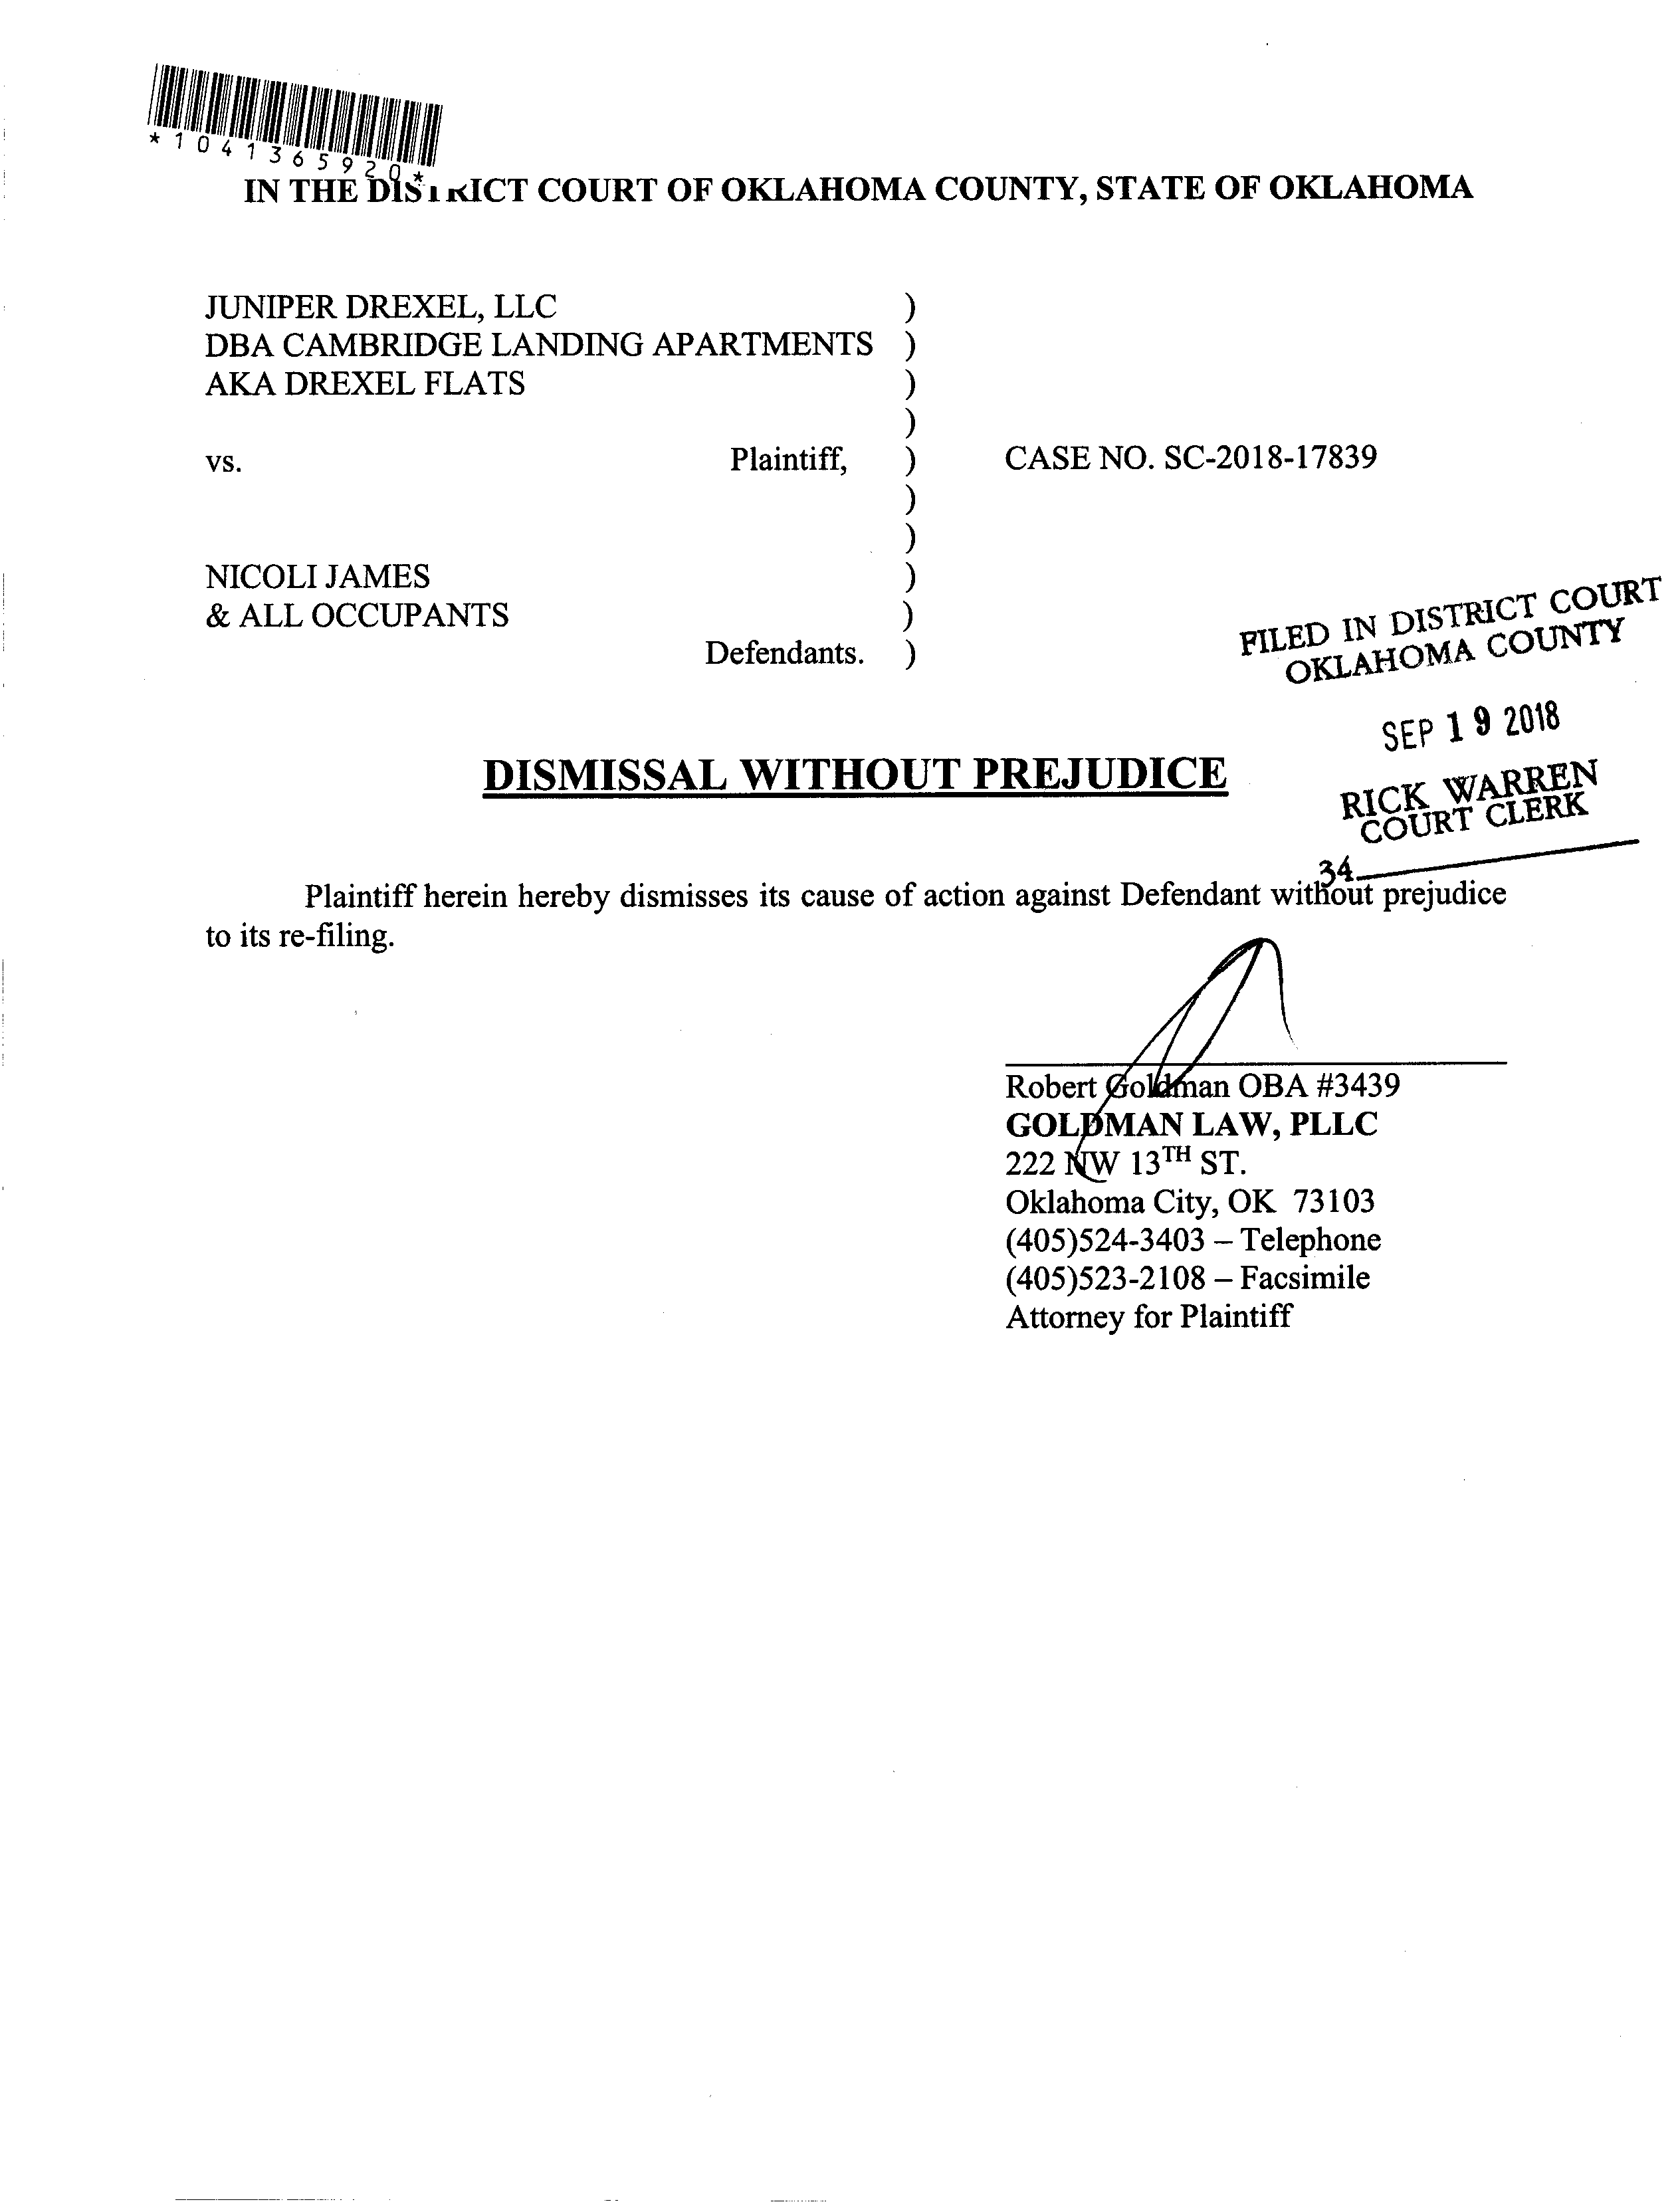 *1041365920*
IN THE DISTRICT COURT OF OKLAHOMA COUNTY, STATE OF OKLAHOMA
JUNIPER DREXEL, LLC )
DBA CAMBRIDGE LANDING APARTMENTS )
AKA DREXEL FLATS )
)
vs. Plaintiff, ) CASE NO. SC-2018-17839
)
)
NICOLI JAMES )
& ALL OCCUPANTS )
Defendants. )
FILED IN DISTRICT COURT
OKLAHOMA COUNTY
SEP 19 2018
RICK WARREN
COURT CLERK
34
DISMISSAL WITHOUT PREJUDICE
Plaintiff herein hereby dismisses its cause of action against Defendant without prejudice
to its re-filing.
Robert Goldman OBA #3439
GOLDMAN LAW, PLLC
222 NW 13TH ST.
Oklahoma City, OK 73103
(405)524-3403 – Telephone
(405)523-2108 – Facsimile
Attorney for Plaintiff